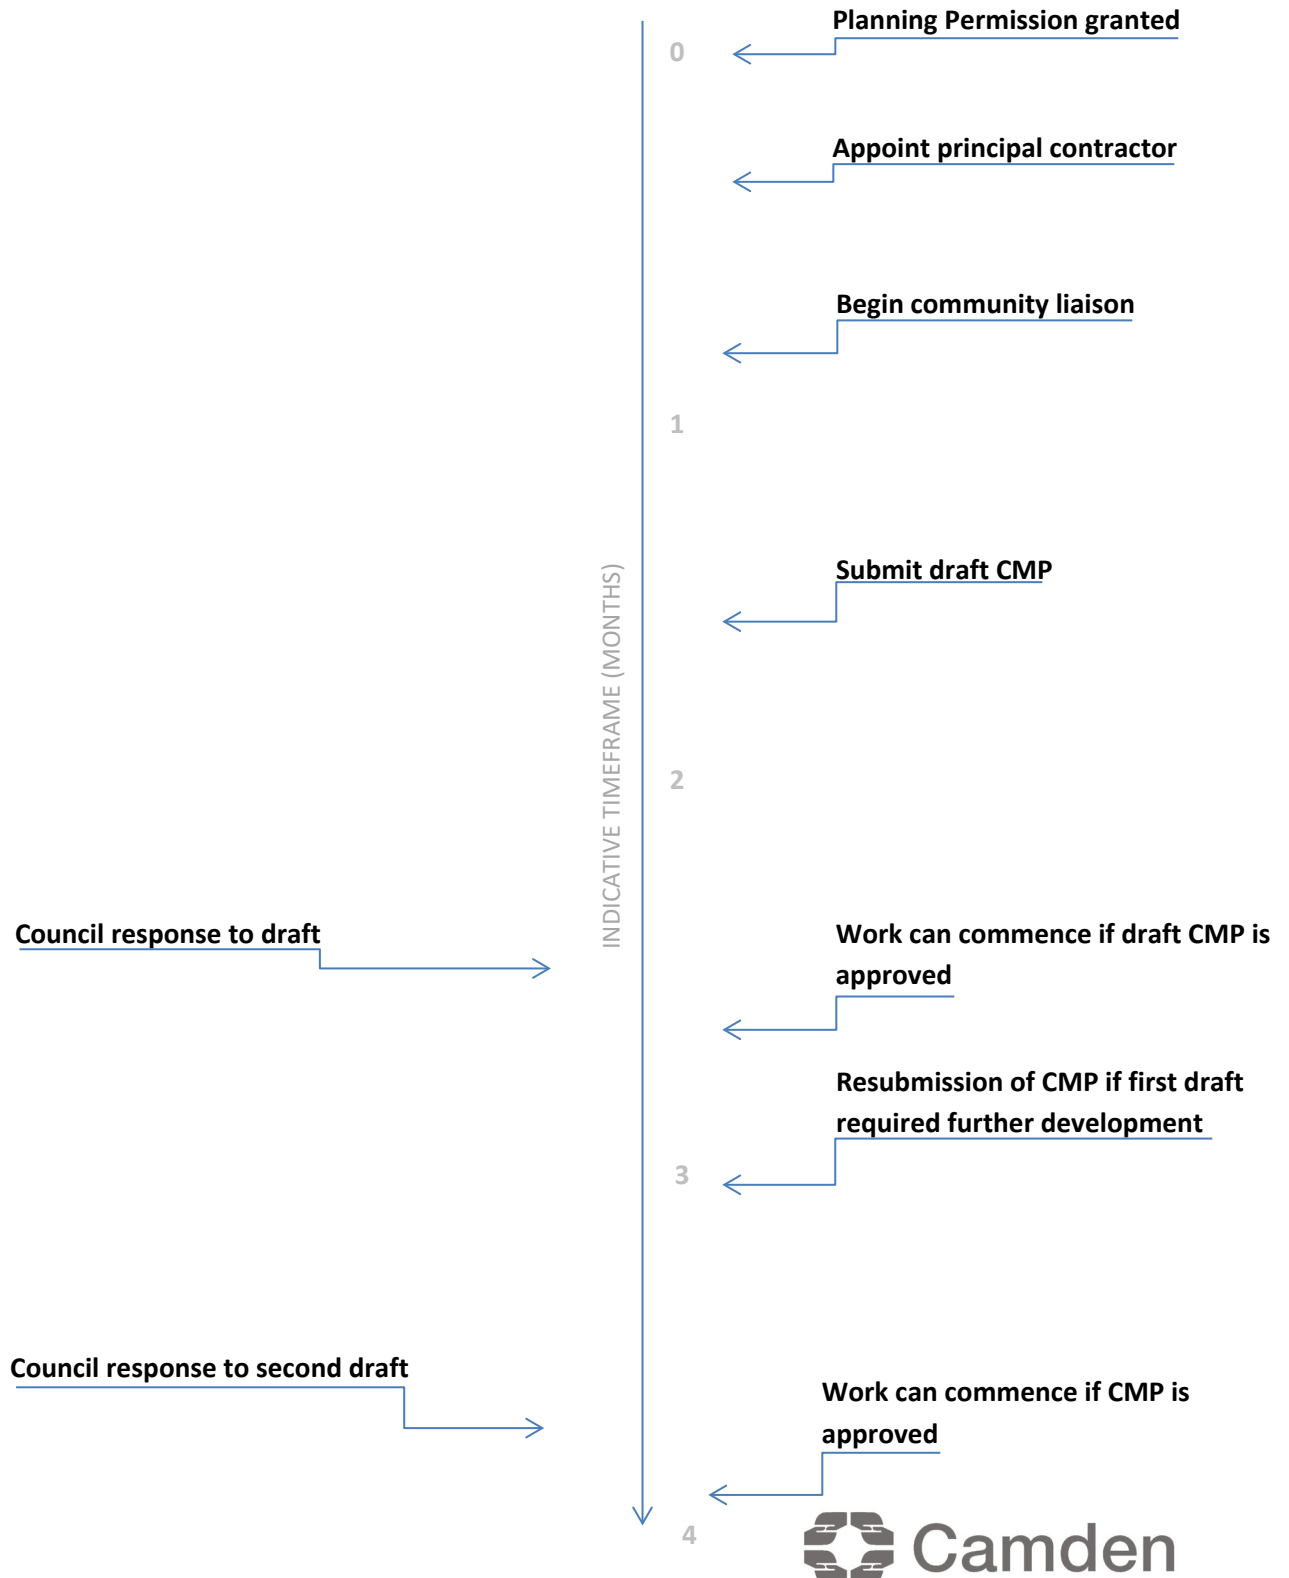 Planning Permission granted
0
Appoint principal contractor
Begin community liaison
1
Submit draft CMP
INDICATIVE TIMEFRAME (MONTHS)
2
Council response to draft
Work can commence if draft CMP is
approved
Resubmission of CMP if first draft
required further development
3
Council response to second draft
Work can commence if CMP is
approved
4
Camden